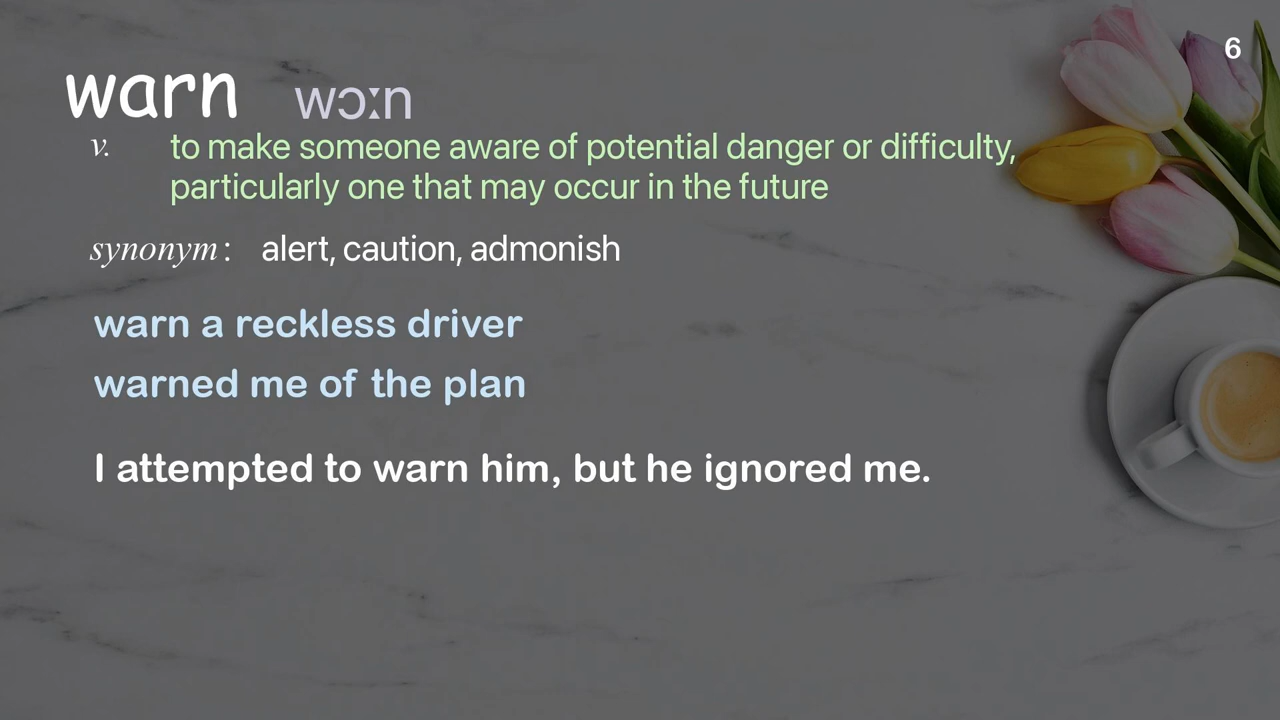 6
warn wɔːn
v. to make someone aware of potential danger or difficulty,
particularly one that may occur in the future
synonym: alert, caution, admonish
warn a reckless driver
warned me of the plan
I attempted to warn him, but he ignored me.